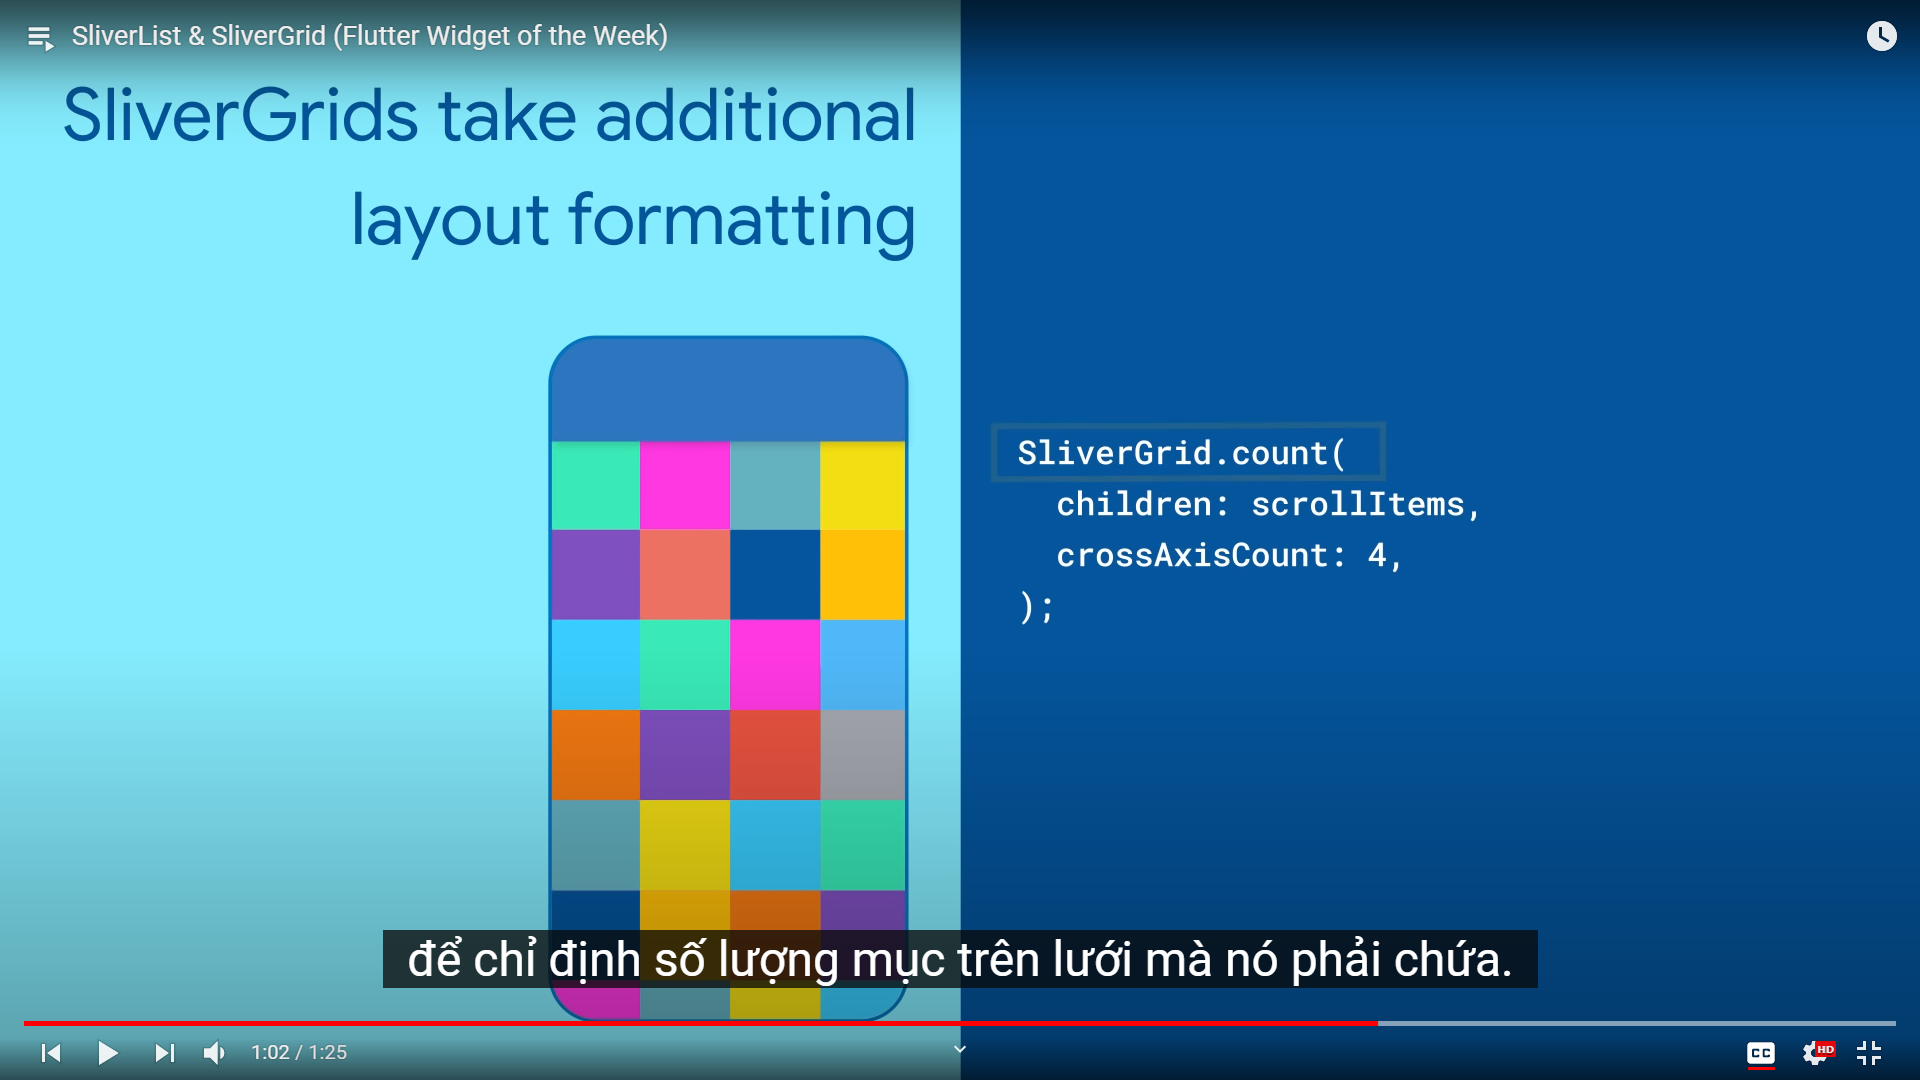 SliverList & SliverGrid (Flutter Widget of the Week)
SliverGrids take additional
layout formatting
SliverGrid.count(
children: scrollItems,
crossAxisCount: 4,
);
để chỉ định số lượng mục trên lưới mà nó phải chứa.
1:02 / 1:25
CC
HD